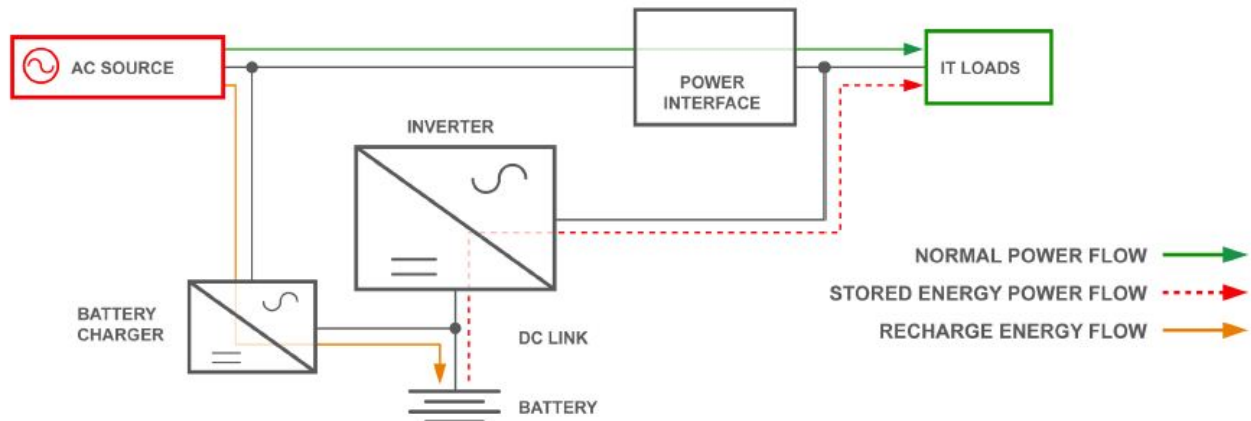 AC SOURCE
POWER
INTERFACE
IT LOADS
INVERTER
NORMAL POWER FLOW
STORED ENERGY POWER FLOW
RECHARGE ENERGY FLOW
BATTERY
CHARGER
DC LINK
BATTERY